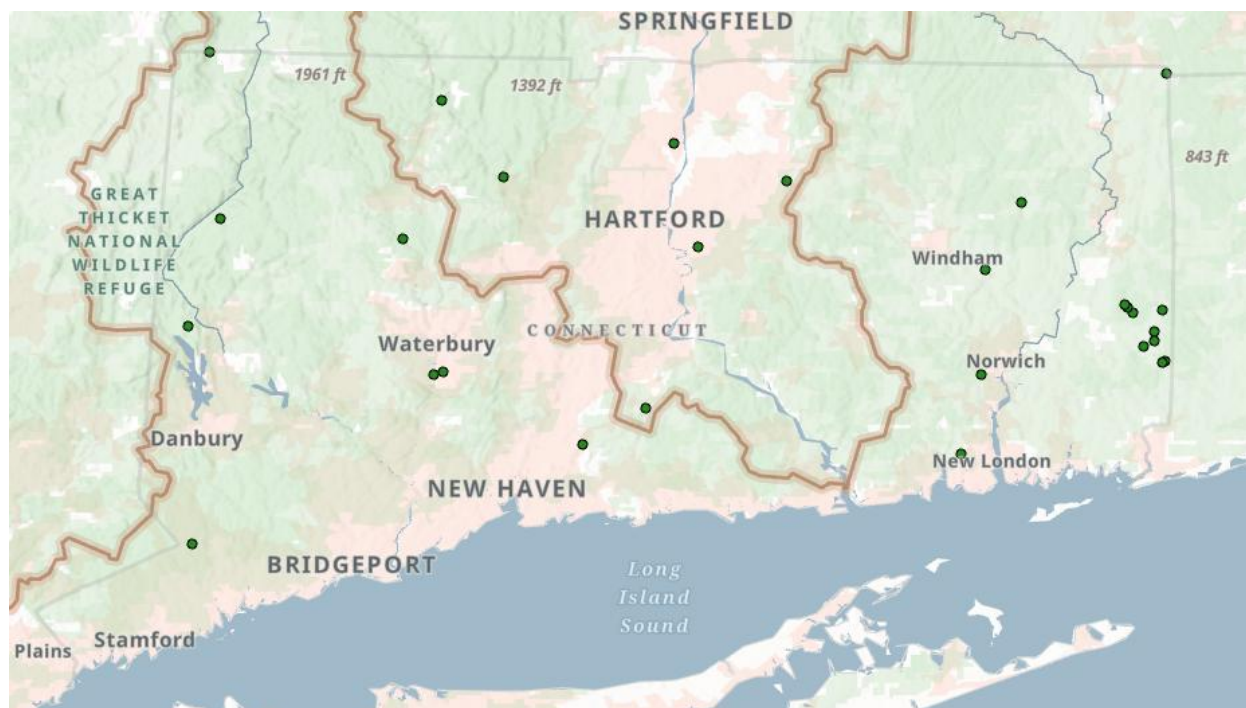 SPRINGFIELD
1961 ft
1392 ft
843 ft
GREAT
THICKET
NATIONAL
WILDLIFE
REFUGE
HARTFORD
Windham
CONNECTICUT
Waterbury
Norwich
Danbury
New London
NEW HAVEN
BRIDGEPORT
Long
Island
Sound
Stamford
Plains